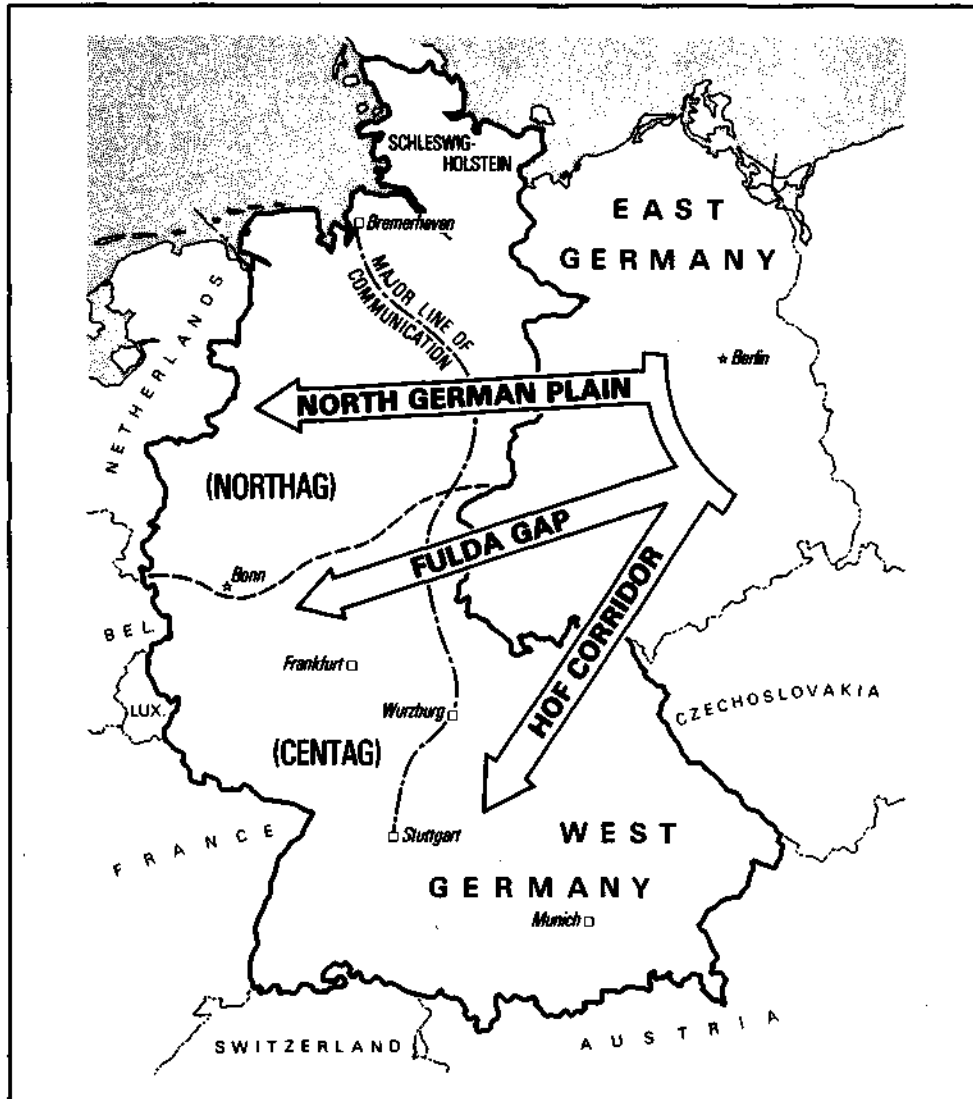 SCHLESWIG-
HOLSTEIN
Bremerhaven
EAST
GERMANY
MAJOR LINE OF
COMMUNICATION
NETHERLANDS
Berlin
NORTH GERMAN PLAIN
(NORTHAG)
FULDA GAP
Bonn
BEL.
HOF CORRIDOR
Frankfurt
LUX.
Wurzburg
CZECHOSLOVAKIA
(CENTAG)
FRANCE
Stuttgart
WEST
GERMANY
Munich
SWITZERLAND
AUSTRIA